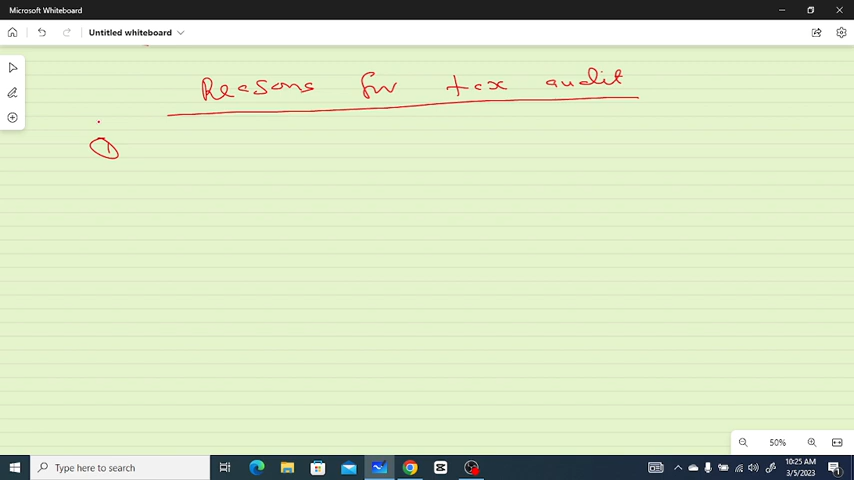 Microsoft Whiteboard
Untitled whiteboard
Reasons for tax audit
50%
Type here to search
10:25 AM
3/5/2023